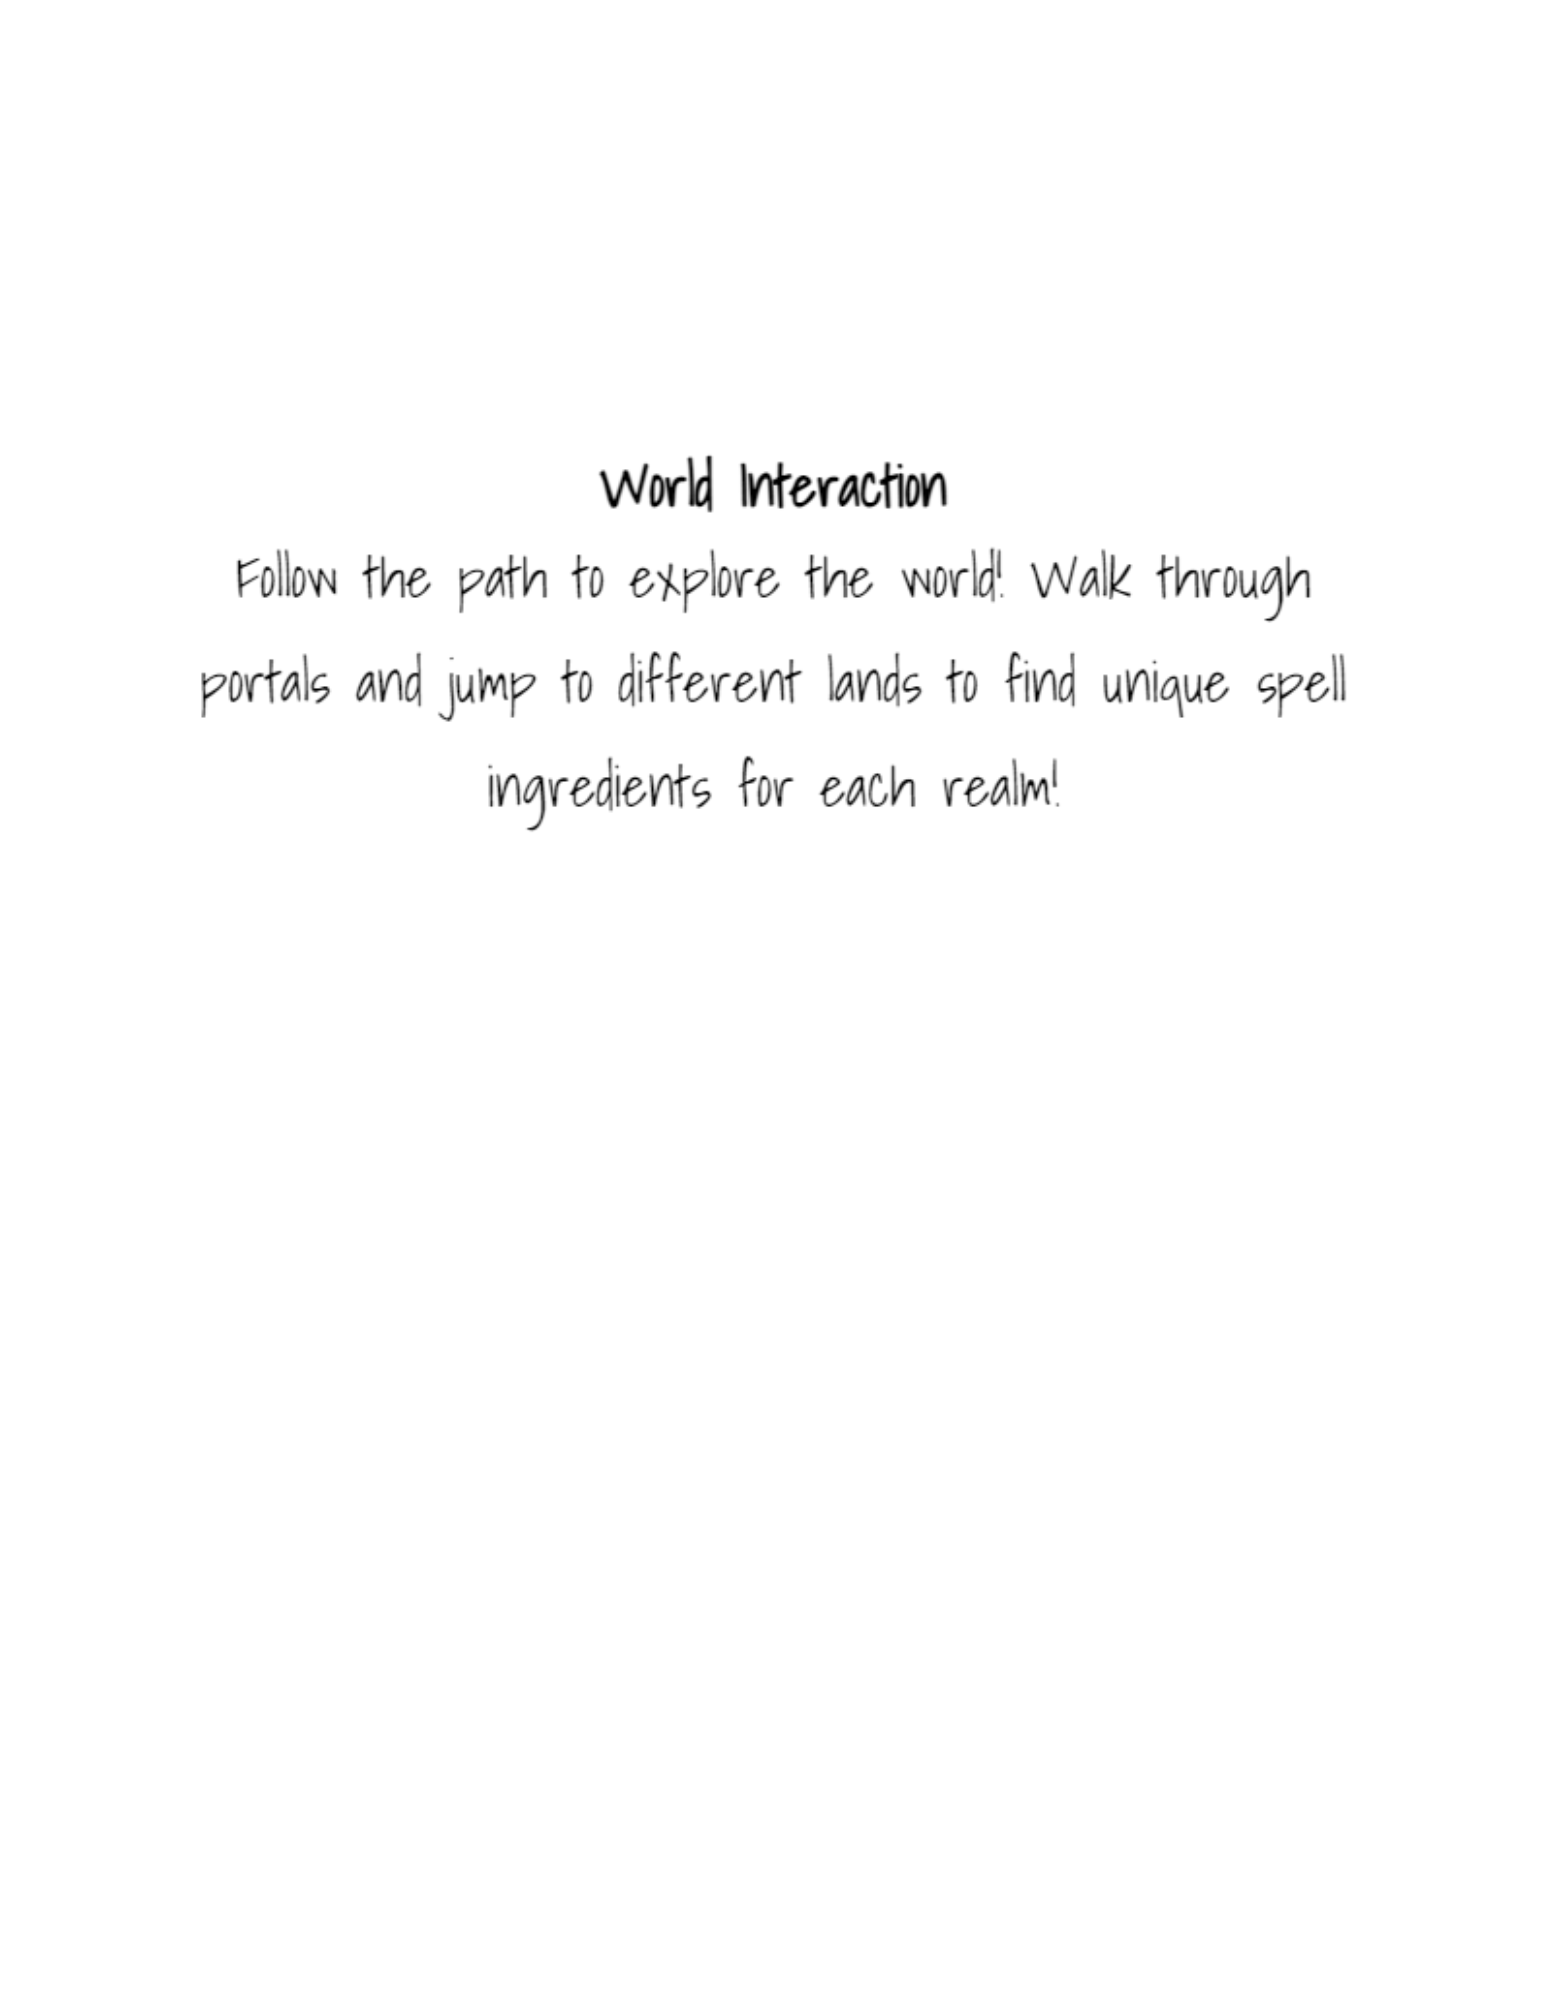 World Interaction
Follow the path to explore the world! Walk through
portals and jump to different lands to find unique spell
ingredients for each realm!